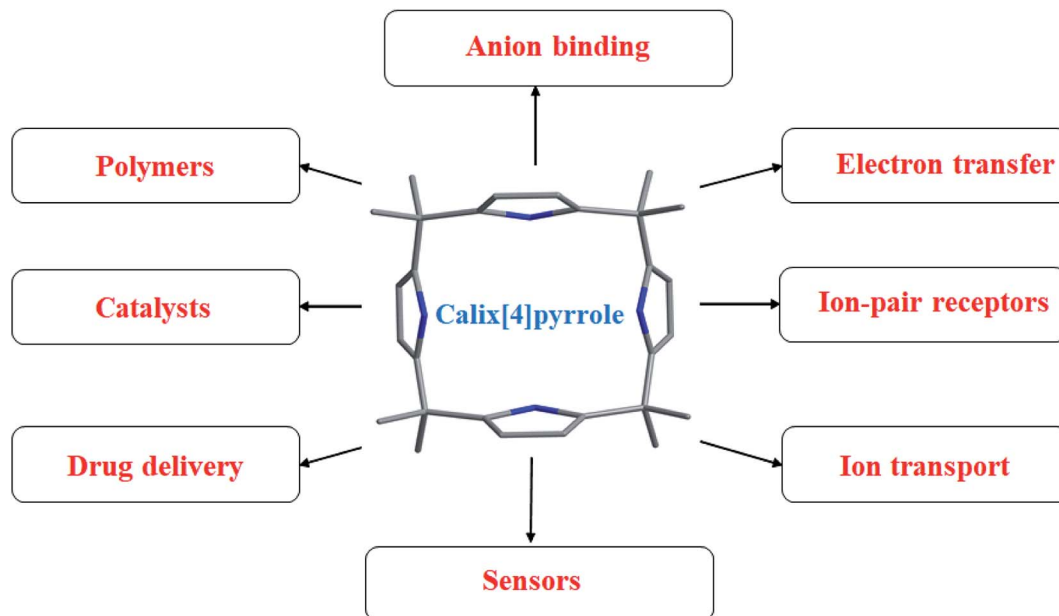 Anion binding
Polymers
Electron transfer
Catalysts
Calix[4]pyrrole
Ion-pair receptors
Drug delivery
Ion transport
Sensors